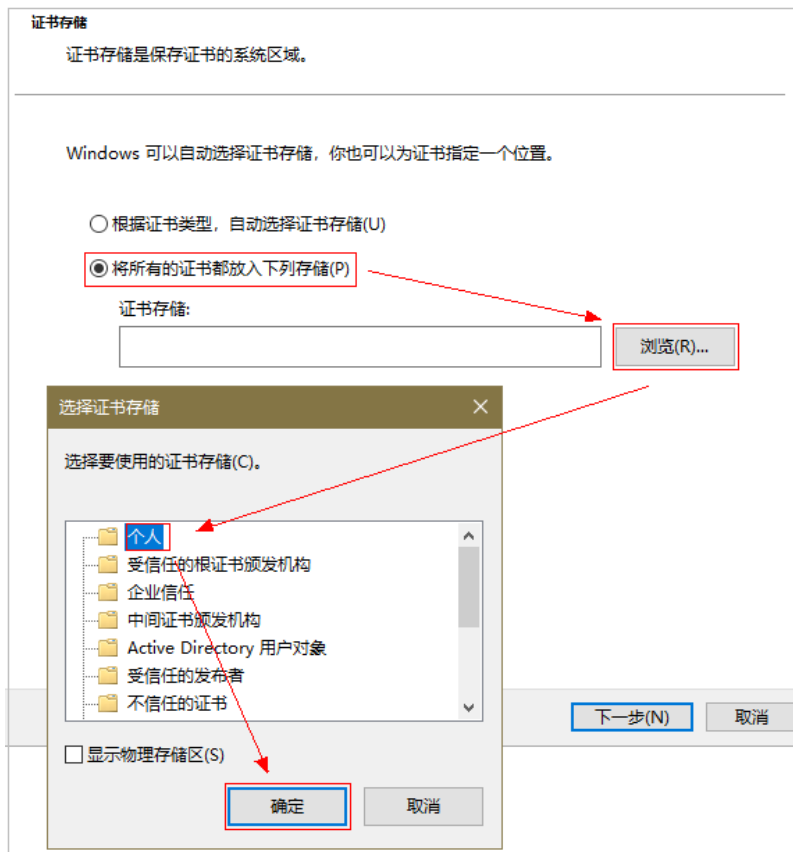 证书存储
证书存储是保存证书的系统区域。
Windows 可以自动选择证书存储，你也可以为证书指定一个位置。
根据证书类型，自动选择证书存储(U)
将所有的证书都放入下列存储(P)
证书存储:
浏览(R)...
选择证书存储
选择要使用的证书存储(C)。
个人
受信任的根证书颁发机构
企业信任
中间证书颁发机构
Active Directory 用户对象
受信任的发布者
不信任的证书
下一步(N) 取消
显示物理存储区(S)
确定 取消